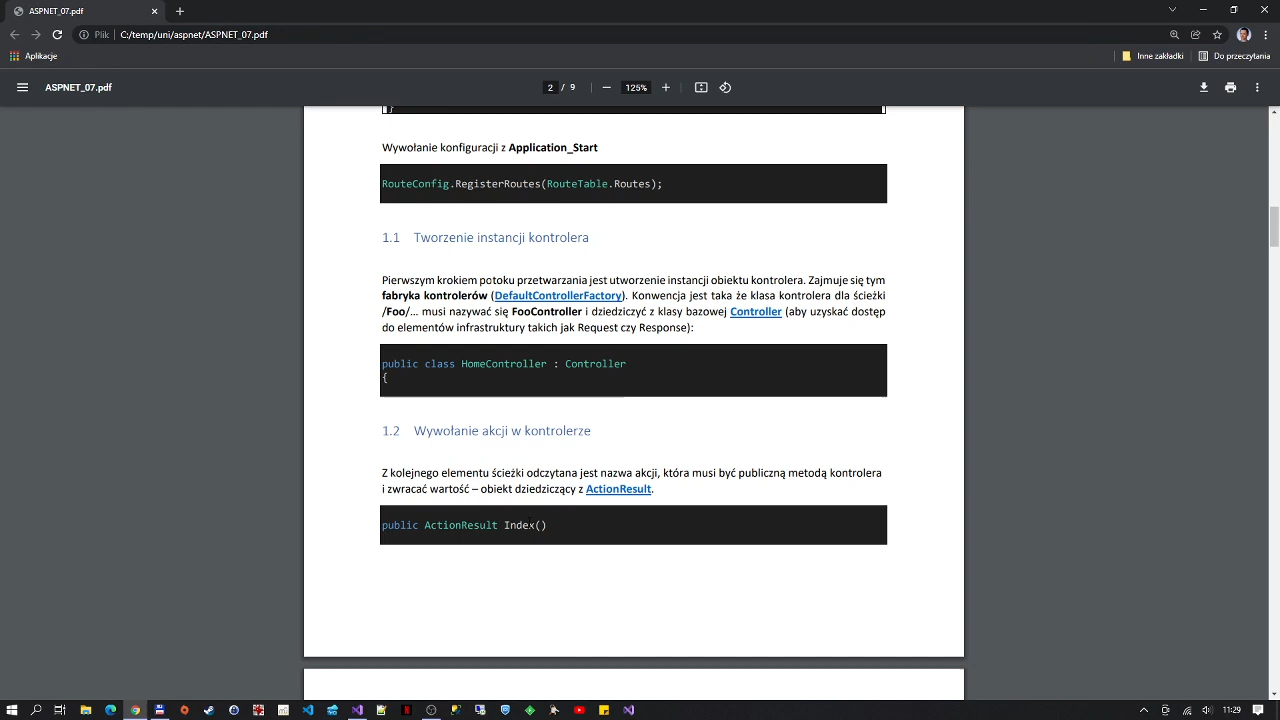 ASPNET_07.pdf
Plik C:/temp/uni/aspnet/ASPNET_07.pdf
Aplikacje Inne zakładki Do przeczytania
ASPNET_07.pdf 2 / 9 125%
}
Wywołanie konfiguracji z Application_Start
RouteConfig.RegisterRoutes(RouteTable.Routes);
1.1 Tworzenie instancji kontrolera
Pierwszym krokiem potoku przetwarzania jest utworzenie instancji obiektu kontrolera. Zajmuje się tym
fabryka kontrolerów (DefaultControllerFactory). Konwencja jest taka że klasa kontrolera dla ścieżki
/Foo/... musi nazywać się FooController i dziedziczyć z klasy bazowej Controller (aby uzyskać dostęp
do elementów infrastruktury takich jak Request czy Response):
public class HomeController : Controller
{
1.2 Wywołanie akcji w kontrolerze
Z kolejnego elementu ścieżki odczytana jest nazwa akcji, która musi być publiczną metodą kontrolera
i zwracać wartość – obiekt dziedziczący z ActionResult.
public ActionResult Index()
13:29